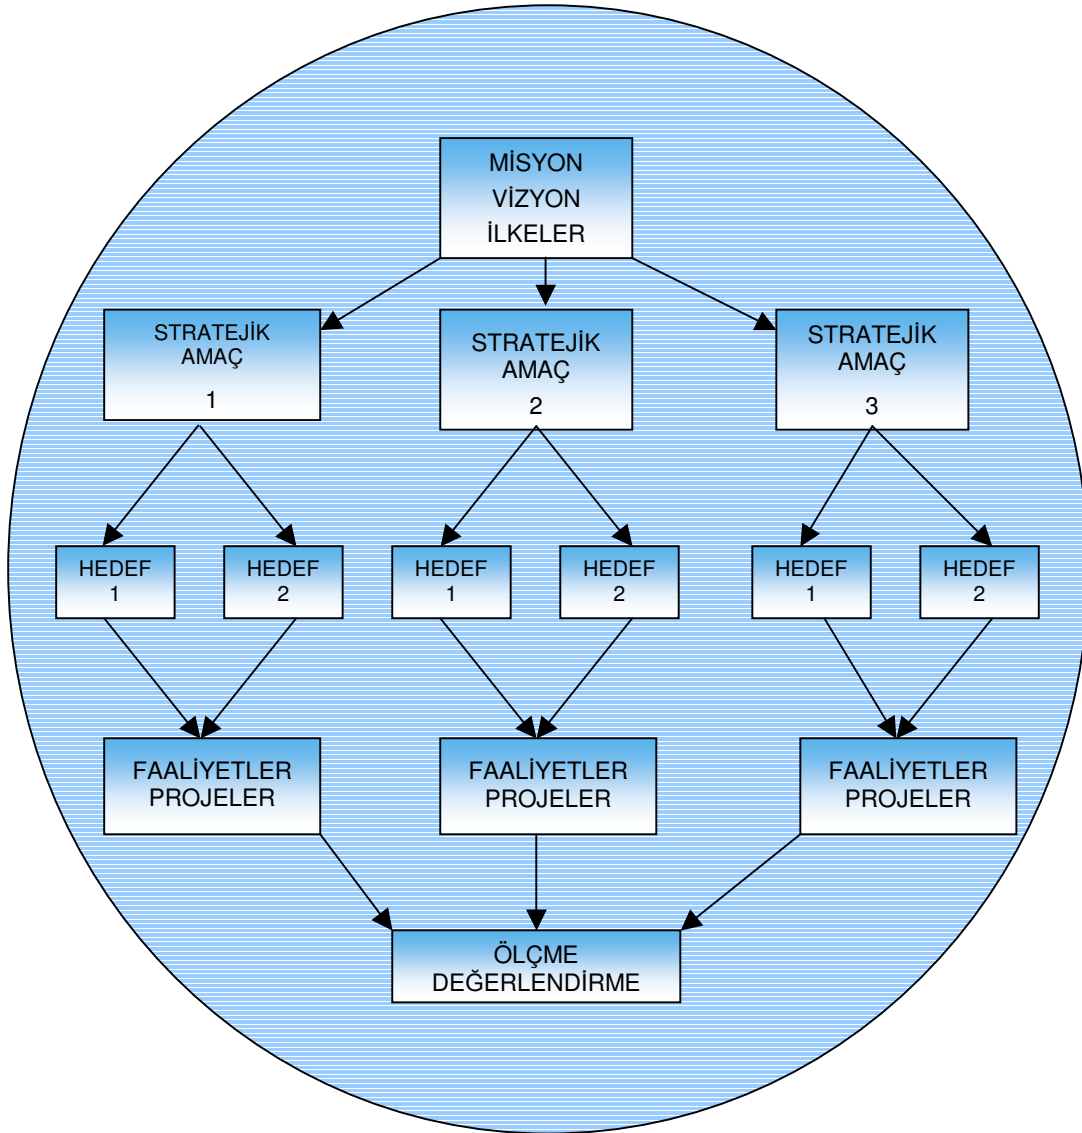 MİSYON
VİZYON
İLKELER
STRATEJİK
AMAÇ
1
STRATEJİK
AMAÇ
2
STRATEJİK
AMAÇ
3
HEDEF
1
HEDEF
2
HEDEF
1
HEDEF
2
HEDEF
1
HEDEF
2
FAALİYETLER
PROJELER
FAALİYETLER
PROJELER
FAALİYETLER
PROJELER
ÖLÇME
DEĞERLENDİRME